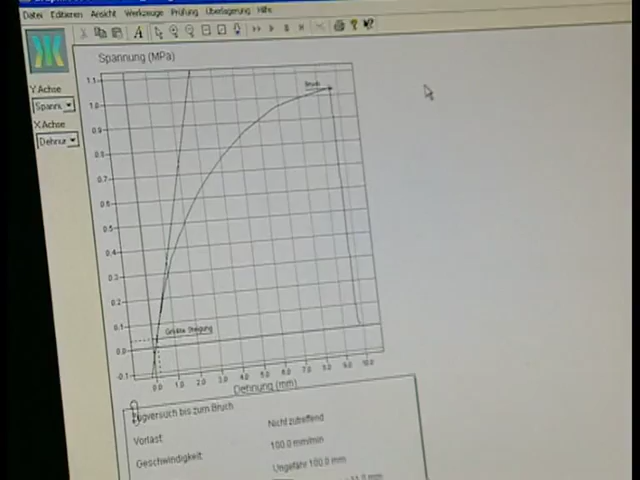 Datei Editieren Ansicht Werkzeuge Prüfung Überlagerung Hilfe
Spannung (MPa)
Y Achse
Spann
X Achse
Dehnun
1.1
1.0
0.9
0.8
0.7
0.6
0.5
0.4
0.3
0.2
0.1
0.0
-0.1
Bruch
Größte Steigung
0.0 1.0 2.0 3.0 4.0 5.0 6.0 7.0 8.0 9.0 10.0
Dehnung (mm)
Zugversuch bis zum Bruch
Vorlast Nicht zutreffend
Geschwindigkeit 100.0 mm/min
Ungefähr 100.0 mm